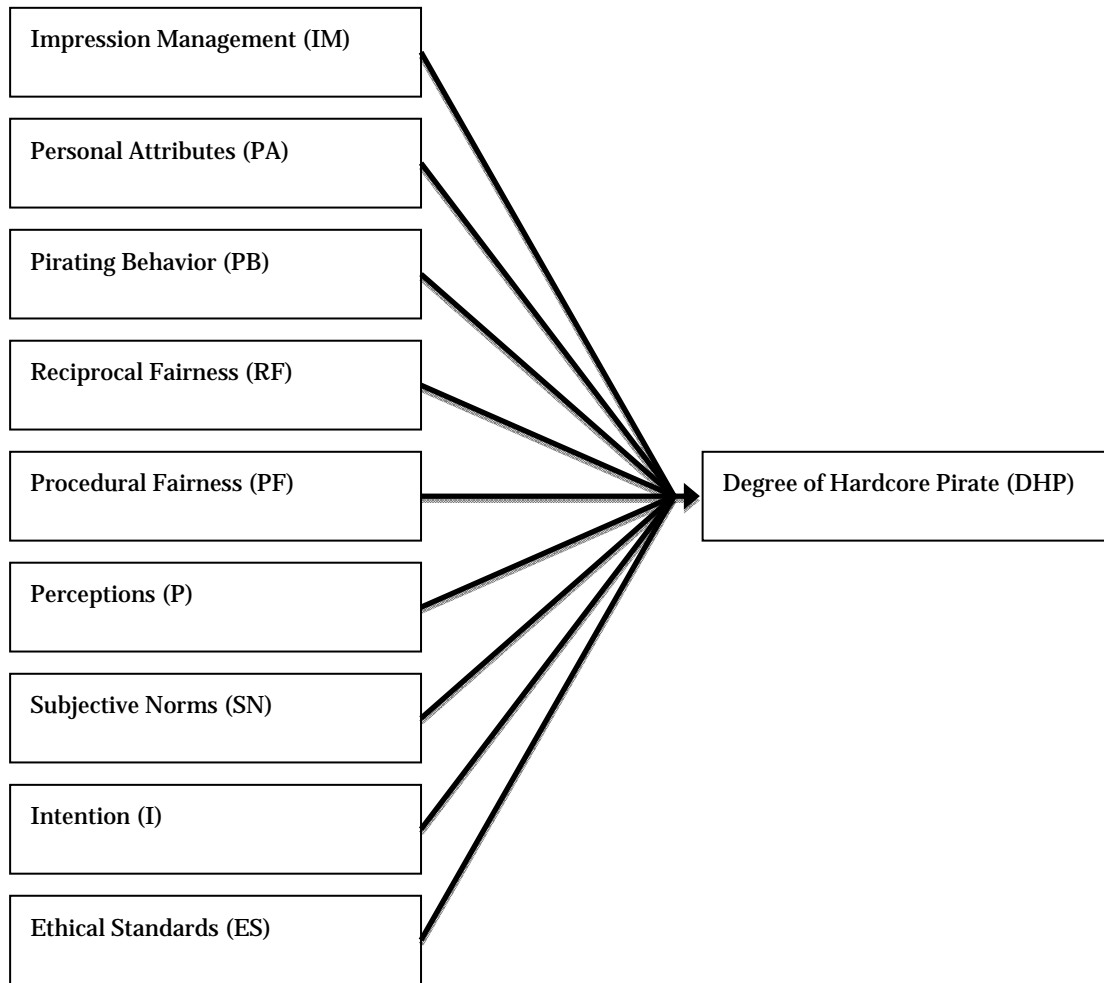 Impression Management (IM)
Personal Attributes (PA)
Pirating Behavior (PB)
Reciprocal Fairness (RF)
Procedural Fairness (PF)
Degree of Hardcore Pirate (DHP)
Perceptions (P)
Subjective Norms (SN)
Intention (I)
Ethical Standards (ES)